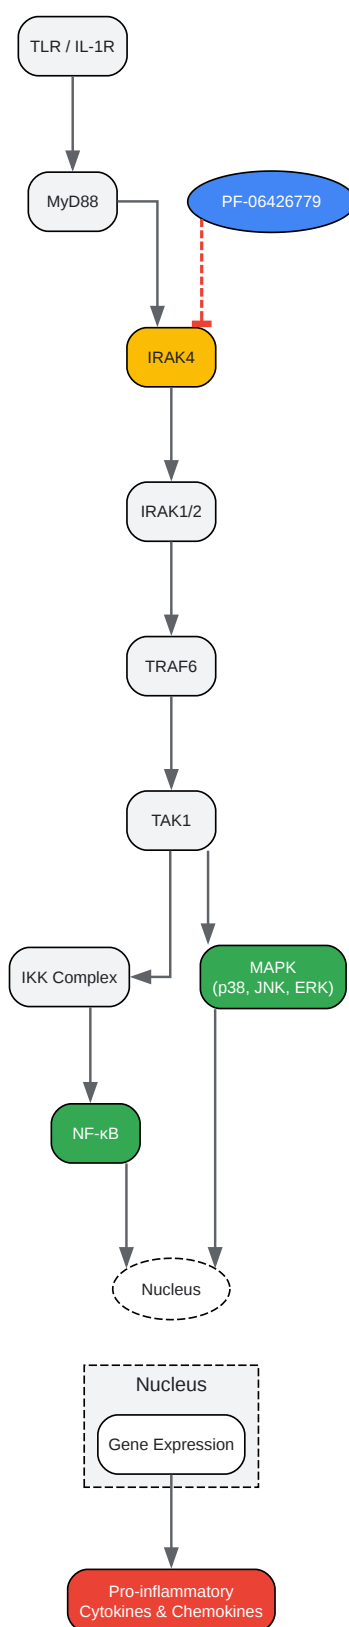 TLR / IL-1R
MyD88
PF-06426779
IRAK4
IRAK1/2
TRAF6
TAK1
IKK Complex
MAPK
(p38, JNK, ERK)
NF-κB
Nucleus
Nucleus
Gene Expression
Pro-inflammatory
Cytokines & Chemokines